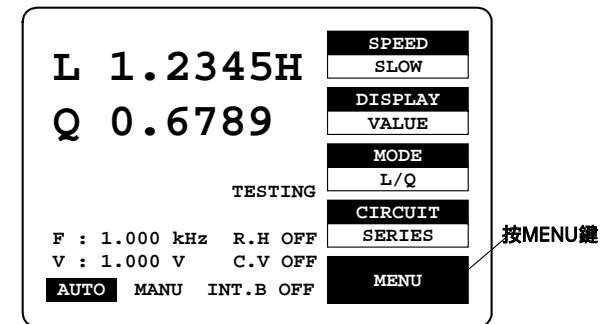 L 1.2345H
Q 0.6789
TESTING
F : 1.000 kHz R.H OFF
V : 1.000 V C.V OFF
AUTO MANU INT.B OFF
SPEED
SLOW
DISPLAY
VALUE
MODE
L/Q
CIRCUIT
SERIES
MENU
按MENU鍵